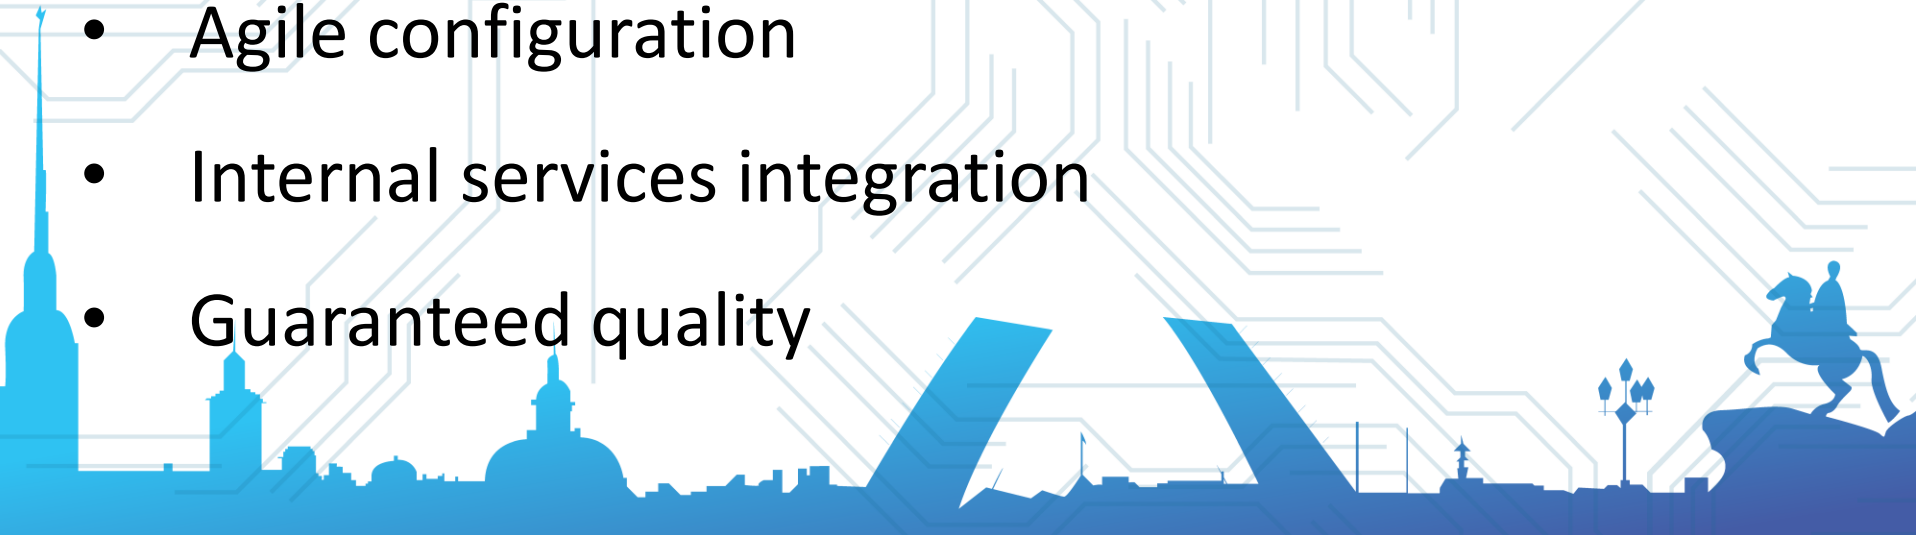 • Agile configuration
• Internal services integration
• Guaranteed quality